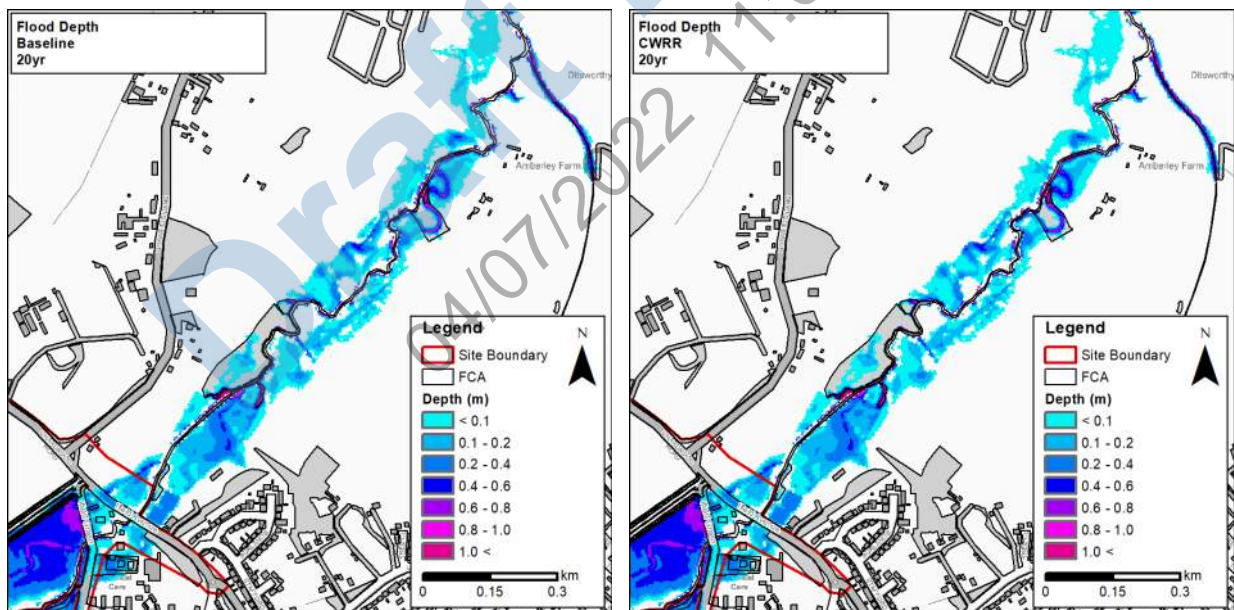 Flood Depth
Baseline
20yr
Amberley Farm
Legend
N
Site Boundary
FCA
Depth (m)
< 0.1
0.1 - 0.2
0.2 - 0.4
0.4 - 0.6
0.6 - 0.8
0.8 - 1.0
1.0 <
km
0 0.15 0.3
Draft
04/07/2022 11:0
Flood Depth
CWRR
20yr
Amberley Farm
Legend
N
Site Boundary
FCA
Depth (m)
< 0.1
0.1 - 0.2
0.2 - 0.4
0.4 - 0.6
0.6 - 0.8
0.8 - 1.0
1.0 <
km
0 0.15 0.3